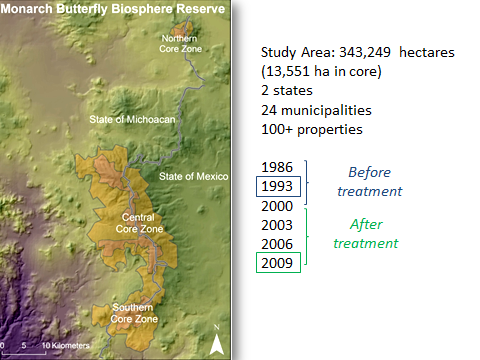 Monarch Butterfly Biosphere Reserve
Northern
Core Zone
State of Michoacan
State of Mexico
Central
Core Zone
Southern
Core Zone
0 5 10 Kilometers
N
Study Area: 343,249 hectares
(13,551 ha in core)
2 states
24 municipalities
100+ properties
1986
1993
2000
Before
treatment
2003
2006
2009
After
treatment